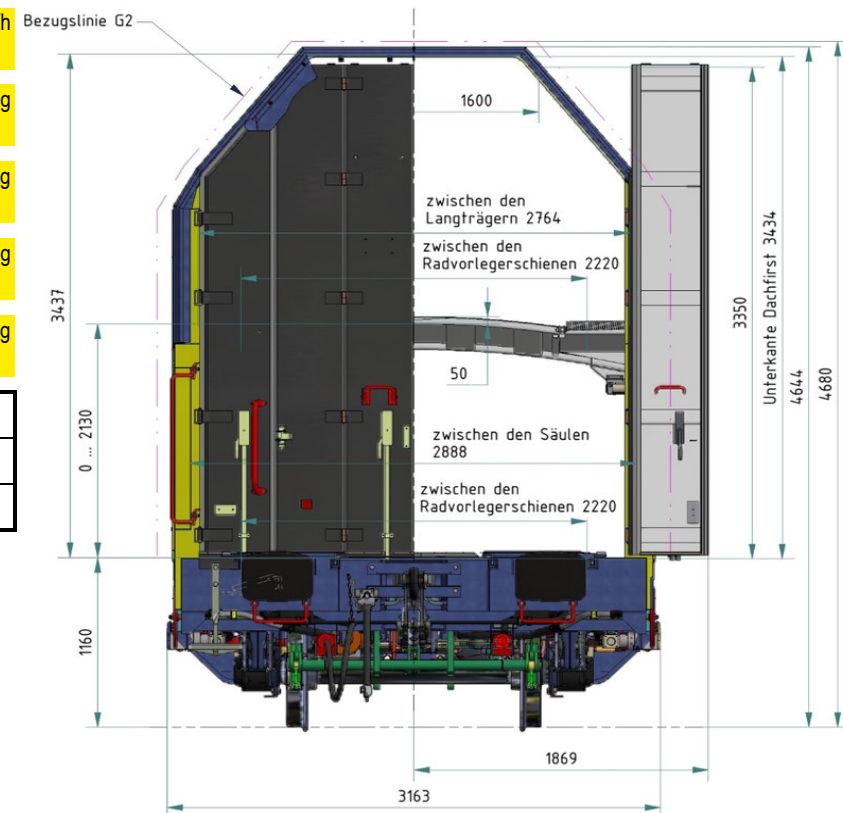 h
g
g
g
g
Bezugslinie G2
1600
zwischen den
Langträgern 2764
zwischen den
Radvorlegerschienen 2220
3437
50
3350
Unterkante Dachfirst 3434
4644
4680
0 ... 2130
zwischen den Säulen
2888
zwischen den
Radvorlegerschienen 2220
1160
1869
3163